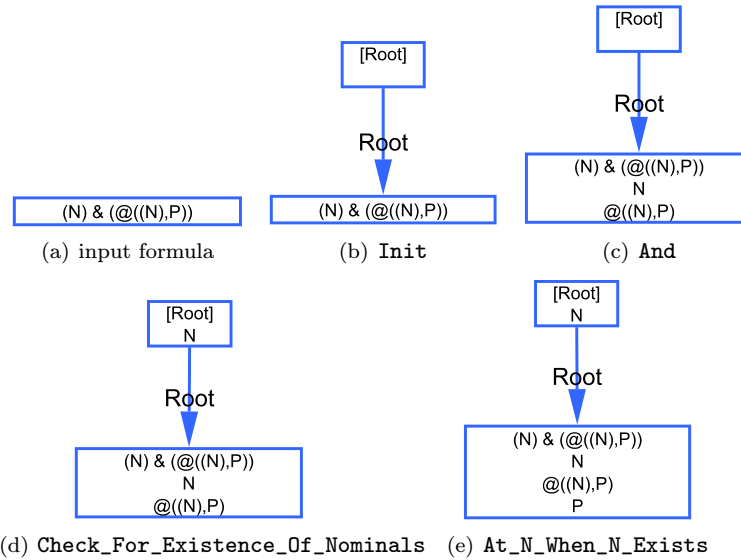 (N) & (@((N),P))
(a) input formula
[Root]
Root
(N) & (@((N),P))
(b) Init
[Root]
Root
(N) & (@((N),P))
N
@((N),P)
(c) And
[Root]
N
Root
(N) & (@((N),P))
N
@((N),P)
(d) Check_For_Existence_Of_Nominals
[Root]
N
Root
(N) & (@((N),P))
N
@((N),P)
P
(e) At_N_When_N_Exists